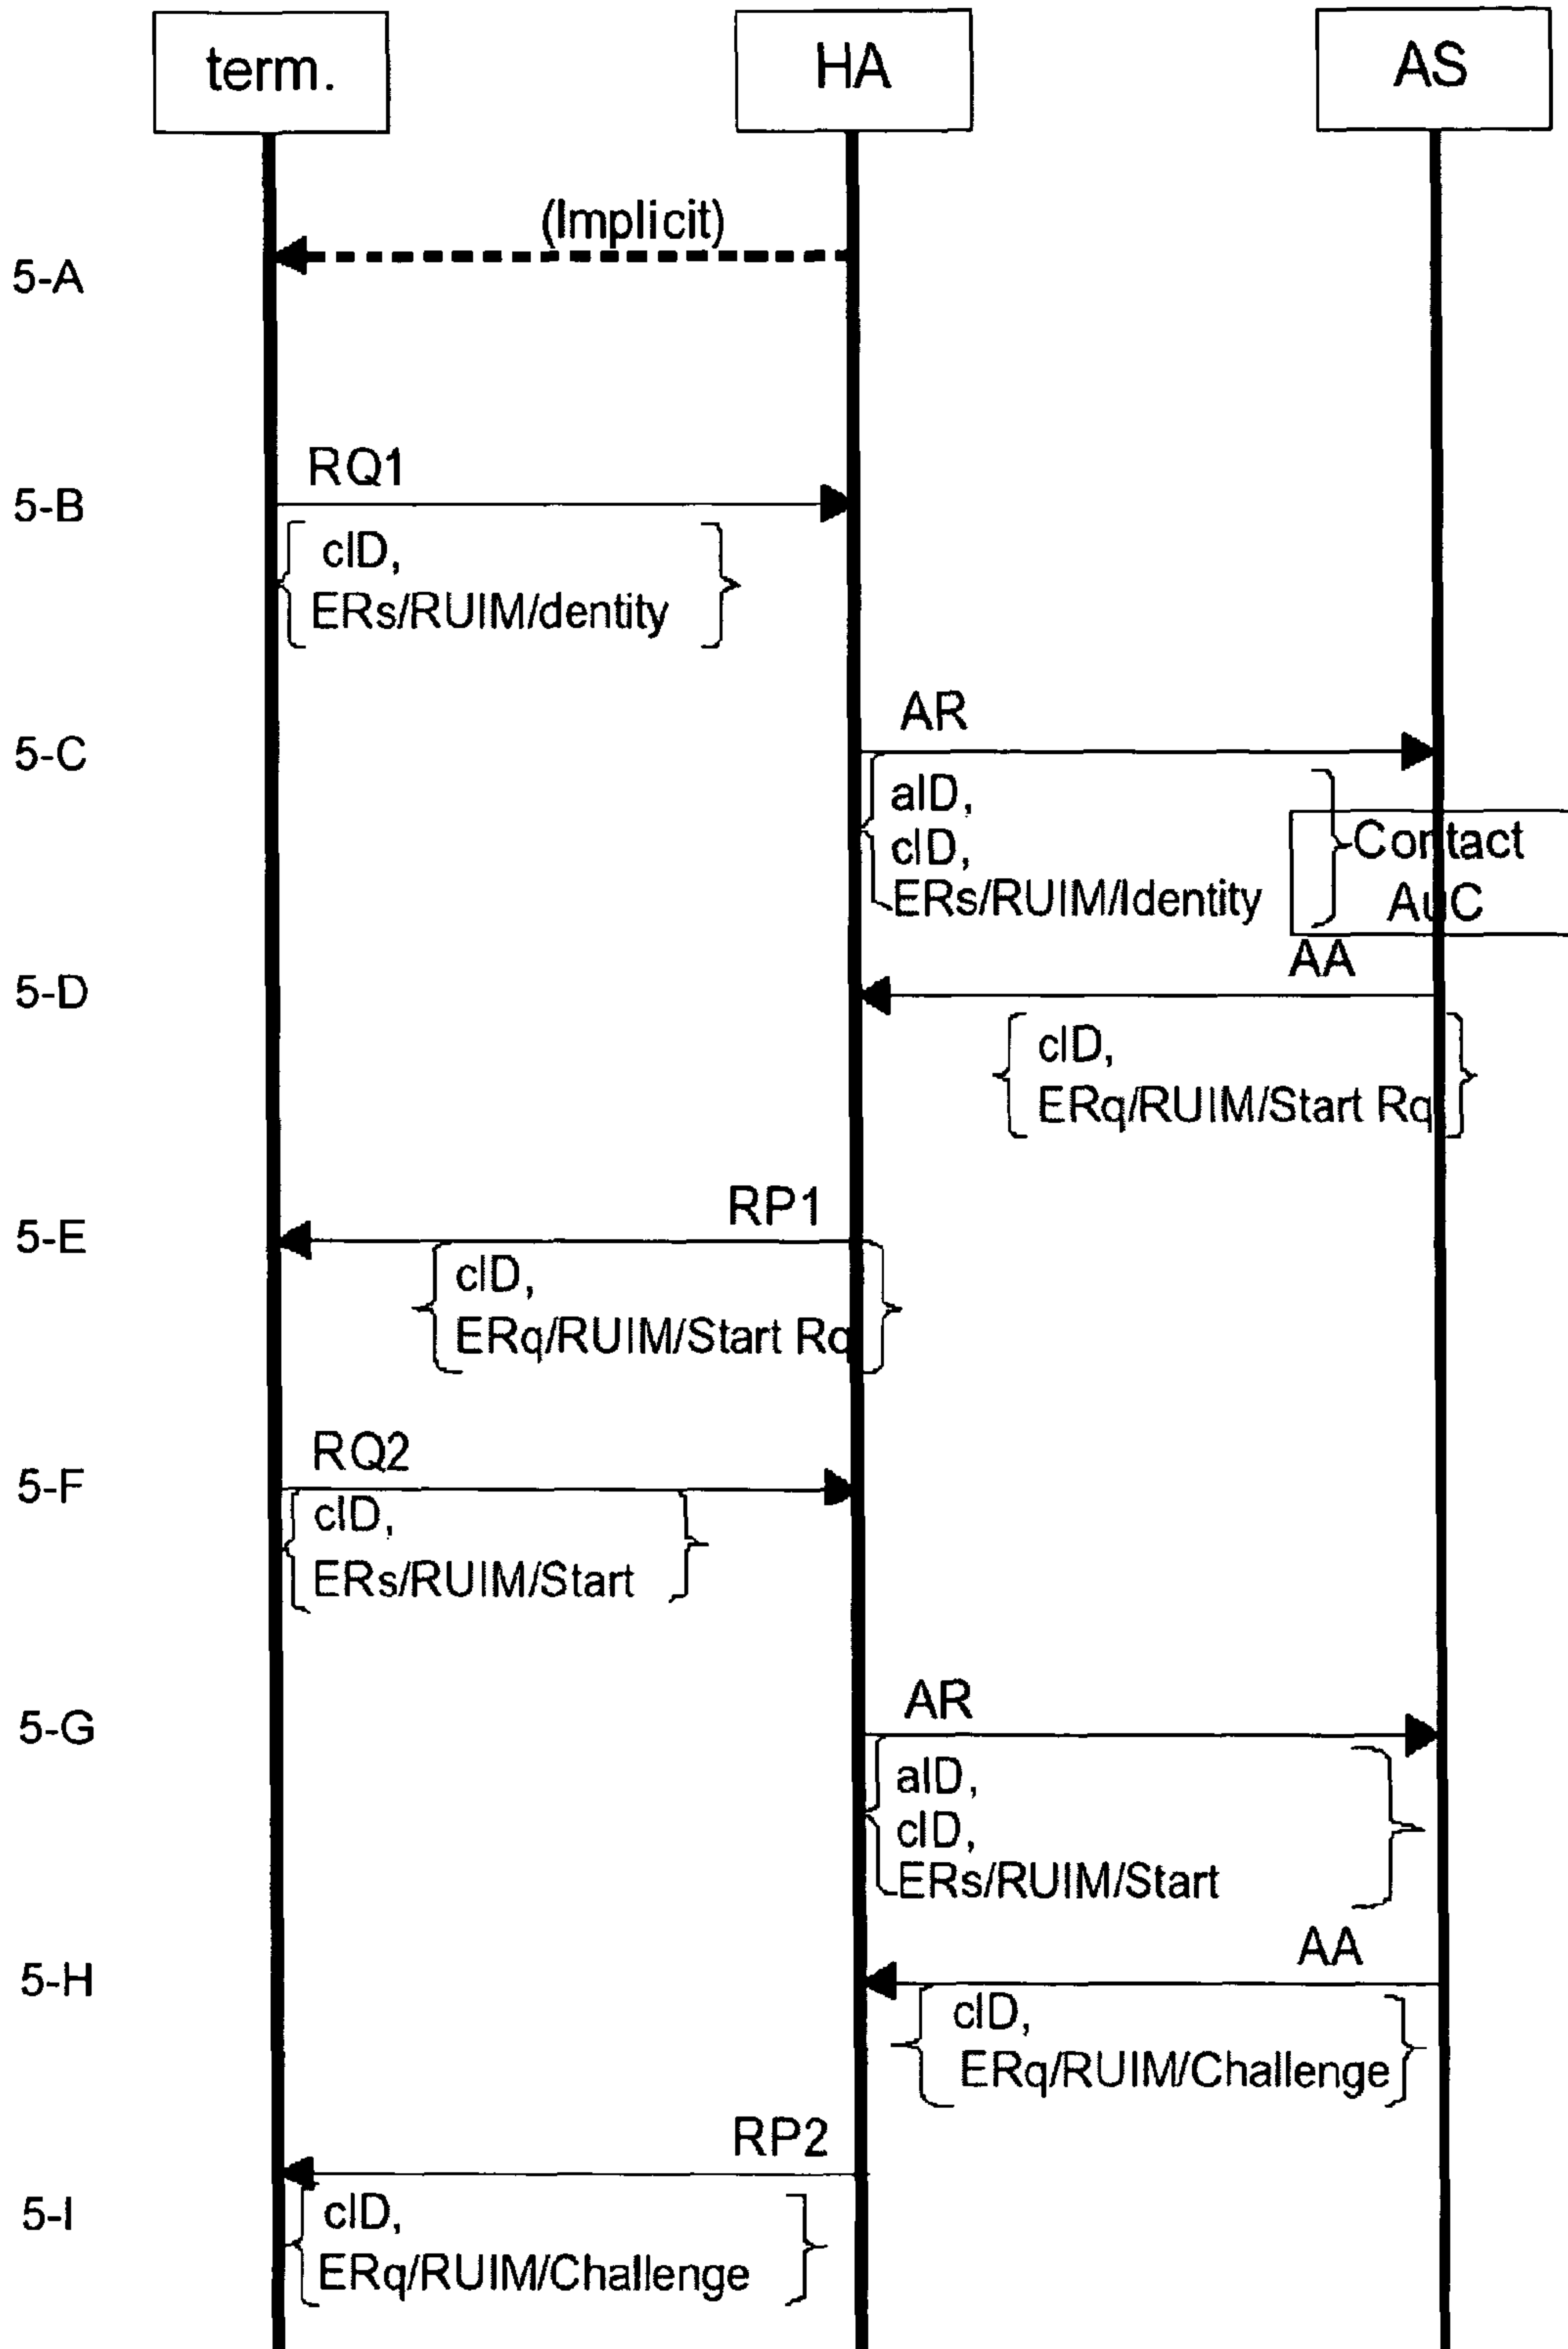 term.
HA
AS
(Implicit)
5-A
RQ1
5-B
cID,
ERs/RUIM/dentity
AR
5-C
aID,
cID,
ERs/RUIM/Identity
Contact
AuC
AA
5-D
cID,
ERq/RUIM/Start Rq
RP1
5-E
cID,
ERq/RUIM/Start Rq
RQ2
5-F
cID,
ERs/RUIM/Start
AR
5-G
aID,
cID,
ERs/RUIM/Start
AA
5-H
cID,
ERq/RUIM/Challenge
RP2
5-I
cID,
ERq/RUIM/Challenge